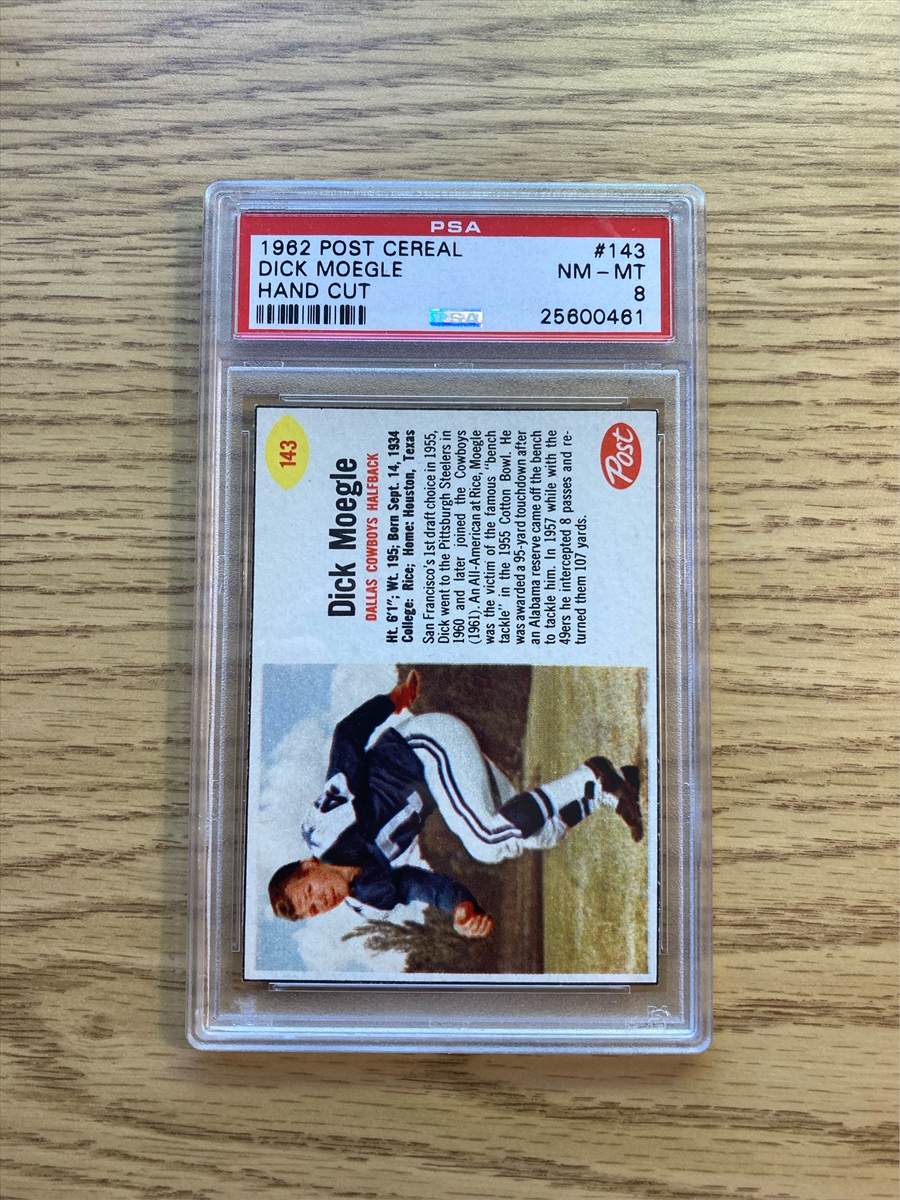 PSA
1962 POST CEREAL #143
DICK MOEGLE NM - MT
HAND CUT 8
PSA 25600461
143
Dick Moegle
DALLAS COWBOYS HALFBACK
Ht. 6'1"; Wt. 195; Born Sept. 14, 1934
College: Rice; Home: Houston, Texas
San Francisco's 1st draft choice in 1955,
Dick went to the Pittsburgh Steelers in
1960 and later joined the Cowboys
(1961). An All-American at Rice, Moegle
was the victim of the famous "bench
tackle" in the 1955 Cotton Bowl. He
was awarded a 95-yard touchdown after
an Alabama reserve came off the bench
to tackle him. In 1957 while with the
49ers he intercepted 8 passes and re-
turned them 107 yards.
Post